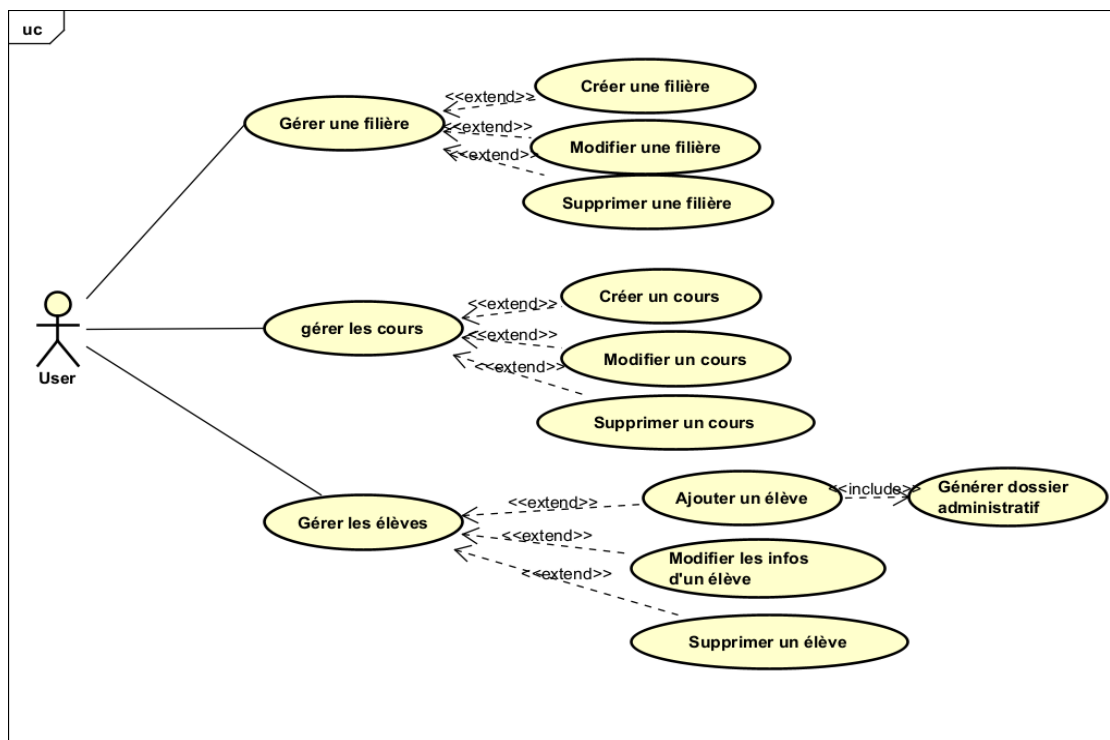 uc
Créer une filière
<<extend>>
Gérer une filière
<<extend>>
Modifier une filière
<<extend>>
Supprimer une filière
Créer un cours
<<extend>>
gérer les cours
<<extend>>
Modifier un cours
<<extend>>
User
Supprimer un cours
Ajouter un élève
<<include>>
Générer dossier
administratif
<<extend>>
Gérer les élèves
<<extend>>
Modifier les infos
d'un élève
<<extend>>
Supprimer un élève